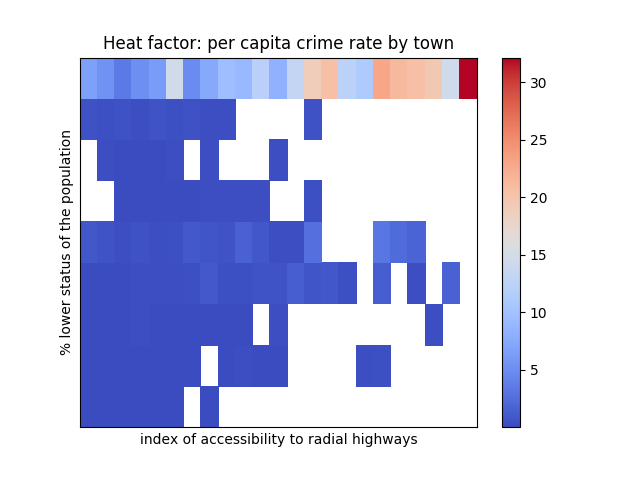 Heat factor: per capita crime rate by town
% lower status of the population
index of accessibility to radial highways
30
25
20
15
10
5